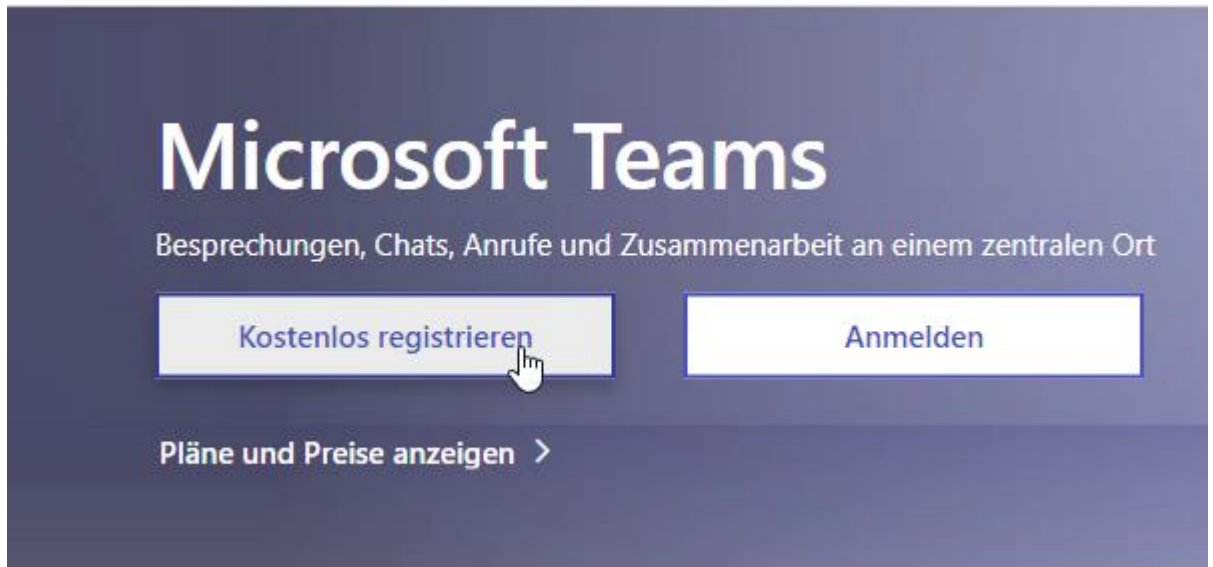 Microsoft Teams
Besprechungen, Chats, Anrufe und Zusammenarbeit an einem zentralen Ort
Kostenlos registrieren
Anmelden
Pläne und Preise anzeigen >